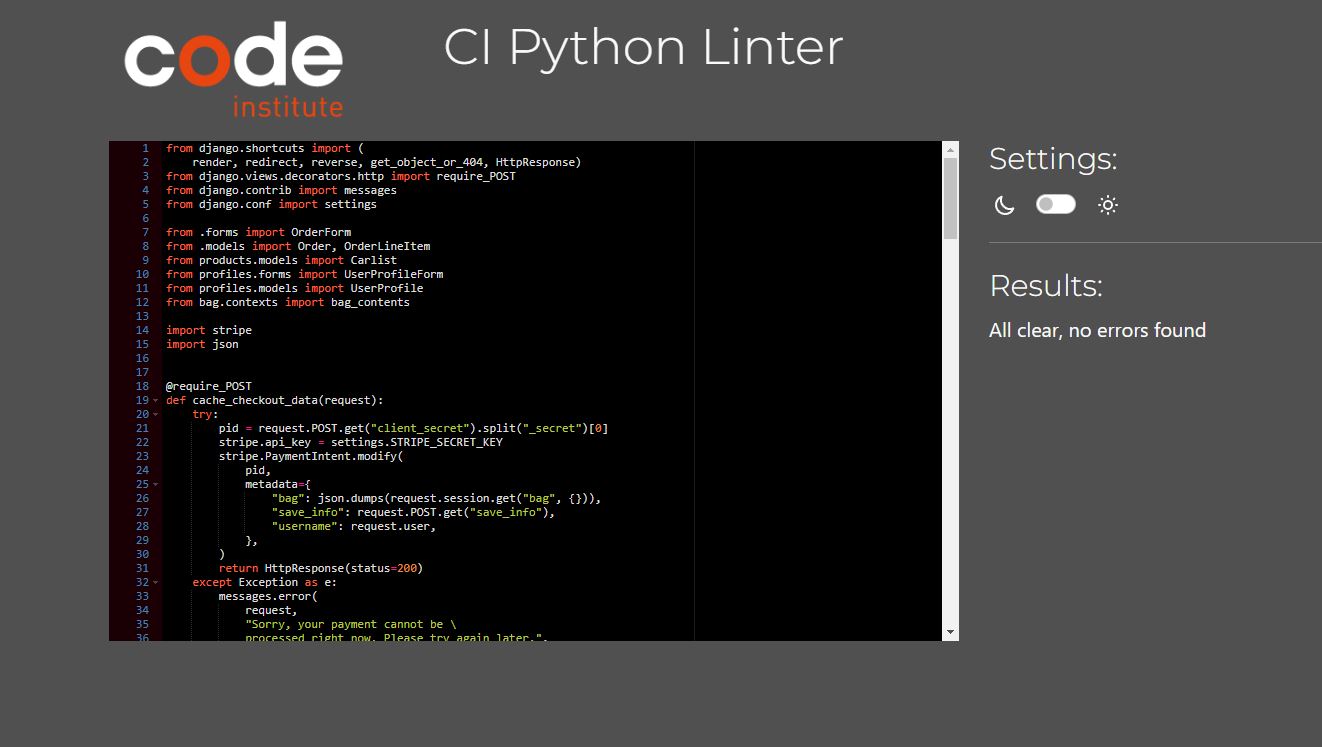 code
institute
CI Python Linter
1 from django.shortcuts import (
2     render, redirect, reverse, get_object_or_404, HttpResponse)
3 from django.views.decorators.http import require_POST
4 from django.contrib import messages
5 from django.conf import settings
6
7 from .forms import OrderForm
8 from .models import Order, OrderLineItem
9 from products.models import Carlist
10 from profiles.forms import UserProfileForm
11 from profiles.models import UserProfile
12 from bag.contexts import bag_contents
13
14 import stripe
15 import json
16
17
18 @require_POST
19 def cache_checkout_data(request):
20     try:
21         pid = request.POST.get("client_secret").split("_secret")[0]
22         stripe.api_key = settings.STRIPE_SECRET_KEY
23         stripe.PaymentIntent.modify(
24             pid,
25             metadata={
26                 "bag": json.dumps(request.session.get("bag", {})),
27                 "save_info": request.POST.get("save_info"),
28                 "username": request.user,
29             },
30         )
31         return HttpResponse(status=200)
32     except Exception as e:
33         messages.error(
34             request,
35             "Sorry, your payment cannot be \
36             processed right now. Please try again later.",
Settings:
Results:
All clear, no errors found